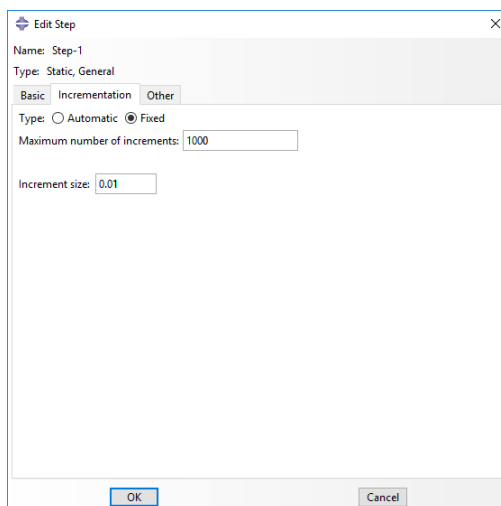 Edit Step
Name: Step-1
Type: Static, General
Basic Incrementation Other
Type: Automatic Fixed
Maximum number of increments: 1000
Increment size: 0.01
OK Cancel